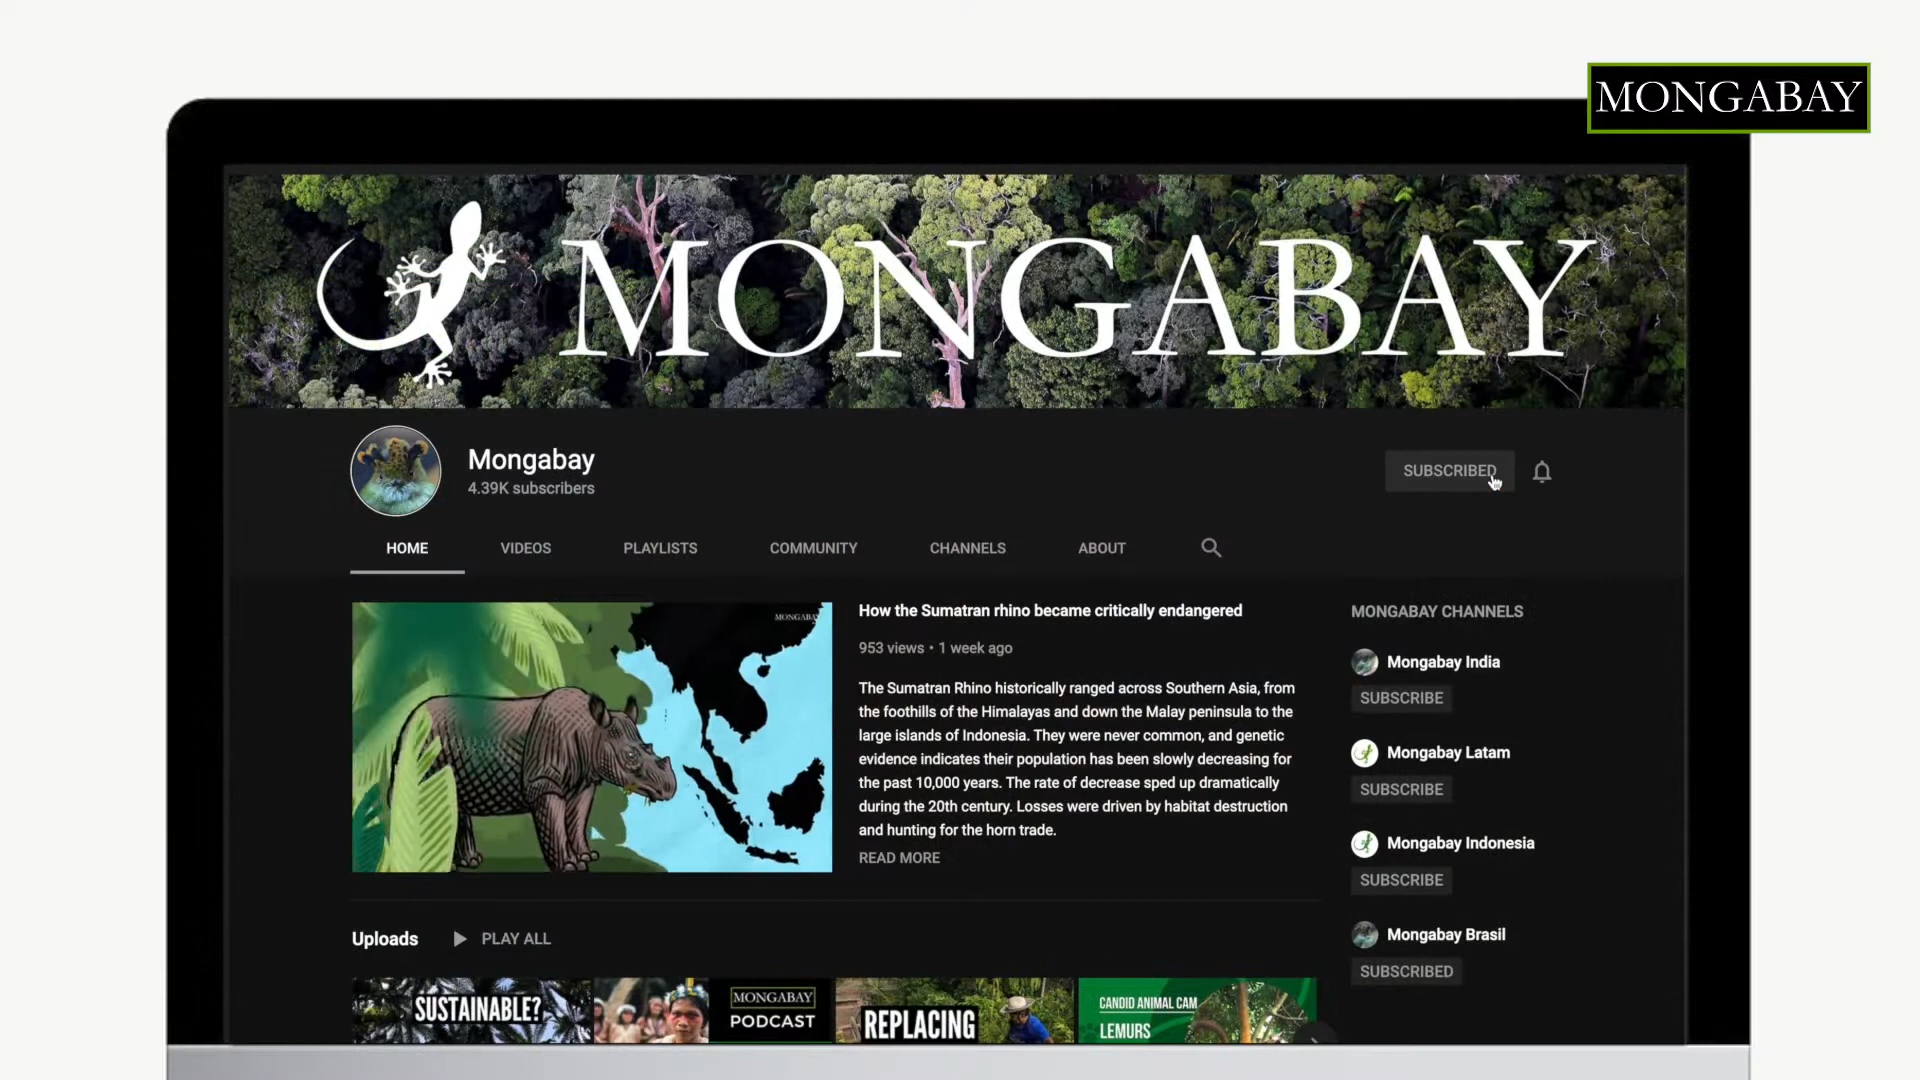 MONGABAY
MONGABAY
Mongabay
4.39K subscribers
SUBSCRIBED
HOME
VIDEOS
PLAYLISTS
COMMUNITY
CHANNELS
ABOUT
MONGABAY
How the Sumatran rhino became critically endangered
953 views • 1 week ago
The Sumatran Rhino historically ranged across Southern Asia, from
the foothills of the Himalayas and down the Malay peninsula to the
large islands of Indonesia. They were never common, and genetic
evidence indicates their population has been slowly decreasing for
the past 10,000 years. The rate of decrease sped up dramatically
during the 20th century. Losses were driven by habitat destruction
and hunting for the horn trade.
READ MORE
MONGABAY CHANNELS
Mongabay India
SUBSCRIBE
Mongabay Latam
SUBSCRIBE
Mongabay Indonesia
SUBSCRIBE
Mongabay Brasil
SUBSCRIBED
Uploads
PLAY ALL
SUSTAINABLE?
MONGABAY
PODCAST
REPLACING
CANDID ANIMAL CAM
LEMURS